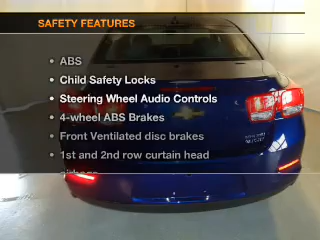 SAFETY FEATURES
• ABS
• Child Safety Locks
• Steering Wheel Audio Controls
• 4-wheel ABS Brakes
• Front Ventilated disc brakes
• 1st and 2nd row curtain head
airbags